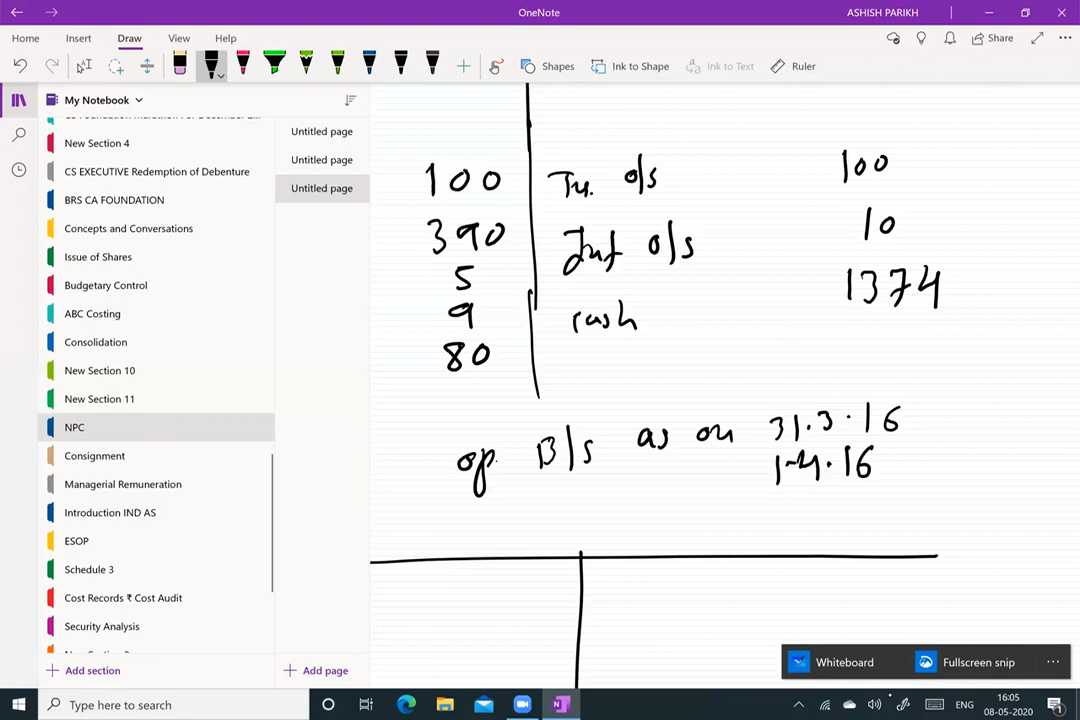 OneNote
ASHISH PARIKH
Home Insert Draw View Help
Share
Shapes
Ink to Shape
Ink to Text
Ruler
My Notebook
New Section 4
CS EXECUTIVE Redemption of Debenture
BRS CA FOUNDATION
Concepts and Conversations
Issue of Shares
Budgetary Control
ABC Costing
Consolidation
New Section 10
New Section 11
NPC
Consignment
Managerial Remuneration
Introduction IND AS
ESOP
Schedule 3
Cost Records ₹ Cost Audit
Security Analysis
Add section
Untitled page
Untitled page
Untitled page
Add page
100 o/s 100
390 o/s 10
5 1374
9 cash
80
op. B/s as on 31.3.16
1-4.16
Whiteboard
Fullscreen snip
Type here to search
ENG
16:05
08-05-2020